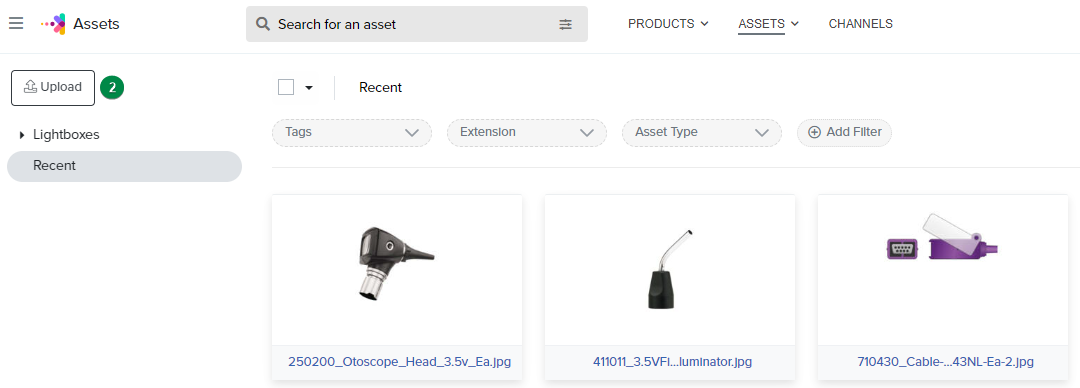 Assets
Search for an asset
PRODUCTS
ASSETS
CHANNELS
Upload
2
Recent
Lightboxes
Recent
Tags
Extension
Asset Type
Add Filter
250200_Otoscope_Head_3.5v_Ea.jpg
411011_3.5VFi...luminator.jpg
710430_Cable-...43NL-Ea-2.jpg